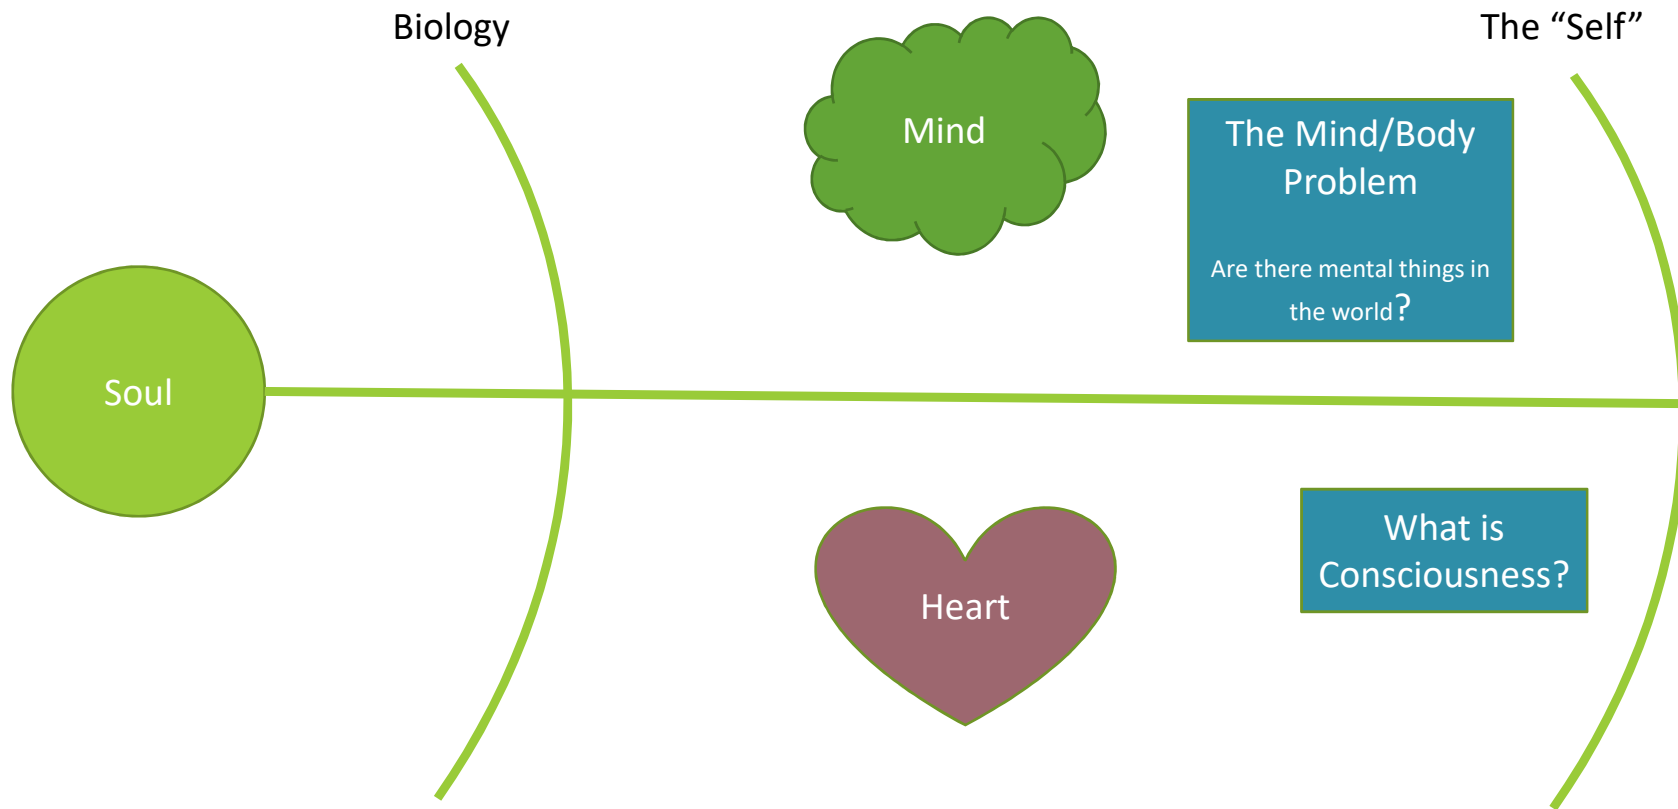 Biology
The “Self”
Mind
The Mind/Body
Problem
Are there mental things in
the world?
Soul
What is
Consciousness?
Heart